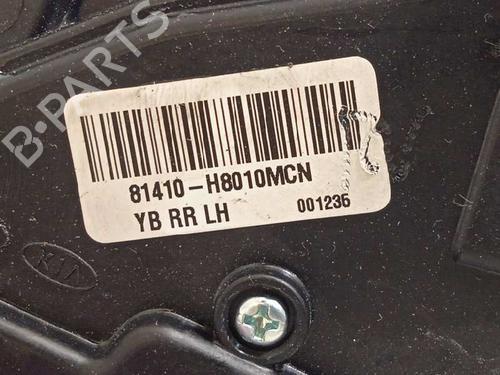 B-PARTS
81410-H8010MCN
YB RR LH 001236
KIA